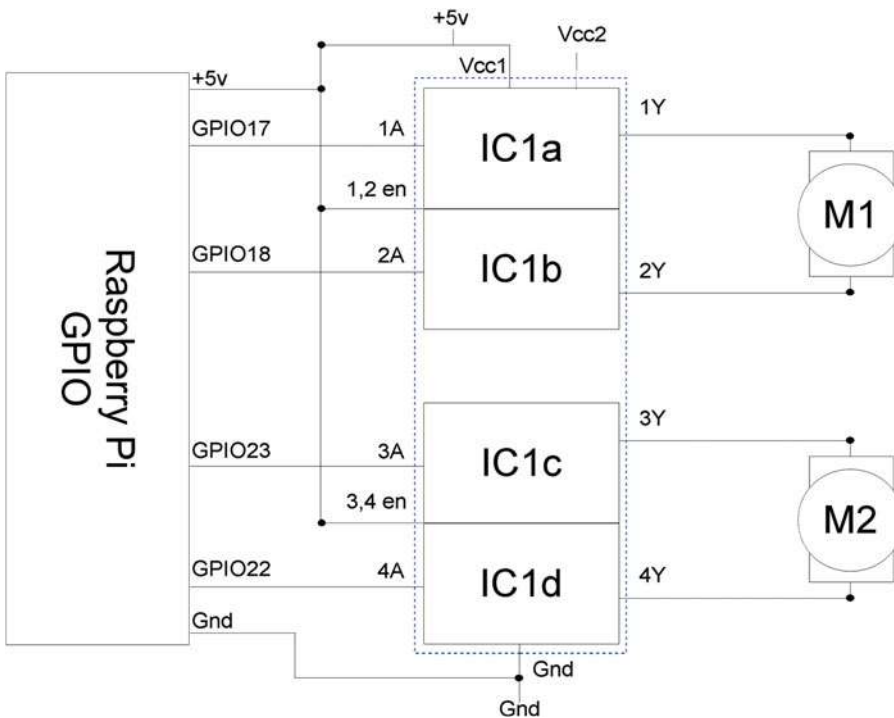 +5v
Vcc2
Vcc1
+5v
GPIO17
1A
IC1a
1Y
M1
1,2 en
GPIO18
2A
IC1b
2Y
Raspberry Pi
GPIO
GPIO23
3A
IC1c
3Y
M2
3,4 en
GPIO22
4A
IC1d
4Y
Gnd
Gnd
Gnd